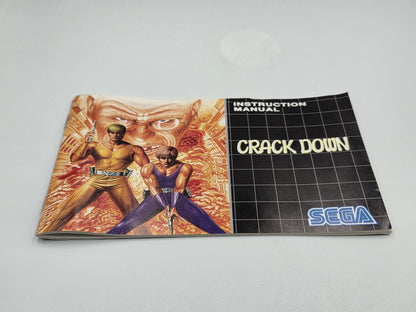 INSTRUCTION
MANUAL
CRACK DOWN
SEGA